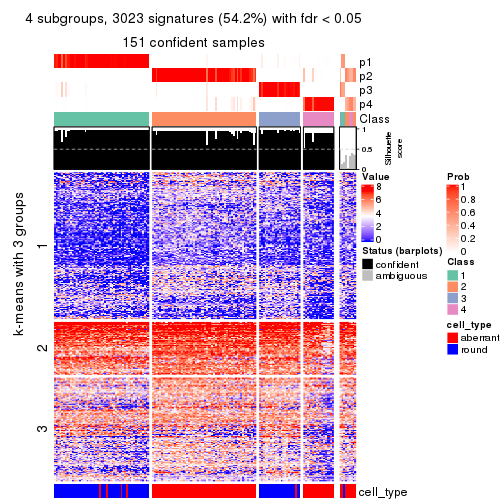 4 subgroups, 3023 signatures (54.2%) with fdr < 0.05
151 confident samples
p1
p2
p3
p4
Class
1
0.5
0
Silhouette
score
k-means with 3 groups
1
2
3
Value
8
6
4
2
0
Status (barplots)
confident
ambiguous
Prob
1
0.8
0.6
0.4
0.2
0
Class
1
2
3
4
cell_type
aberrant
round
cell_type